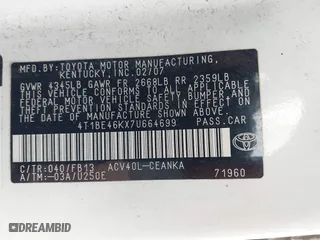 MFD. BY: TOYOTA MOTOR MANUFACTURING,
KENTUCKY, INC. 02/07
GVWR 4345LB GAWR FR 2668LB RR 2359LB
THIS VEHICLE CONFORMS TO ALL APPLICABLE
FEDERAL MOTOR VEHICLE SAFETY, BUMPER, AND
THEFT PREVENTION STANDARDS IN EFFECT ON
THE DATE OF MANUFACTURE SHOWN ABOVE.
4T1BE46KX7U664699 PASS.CAR
C/TR:040/FB13 ACV40L-CEANKA
A/TM:-03A/U250E 71960
TOYOTA
DREAMBID.COM